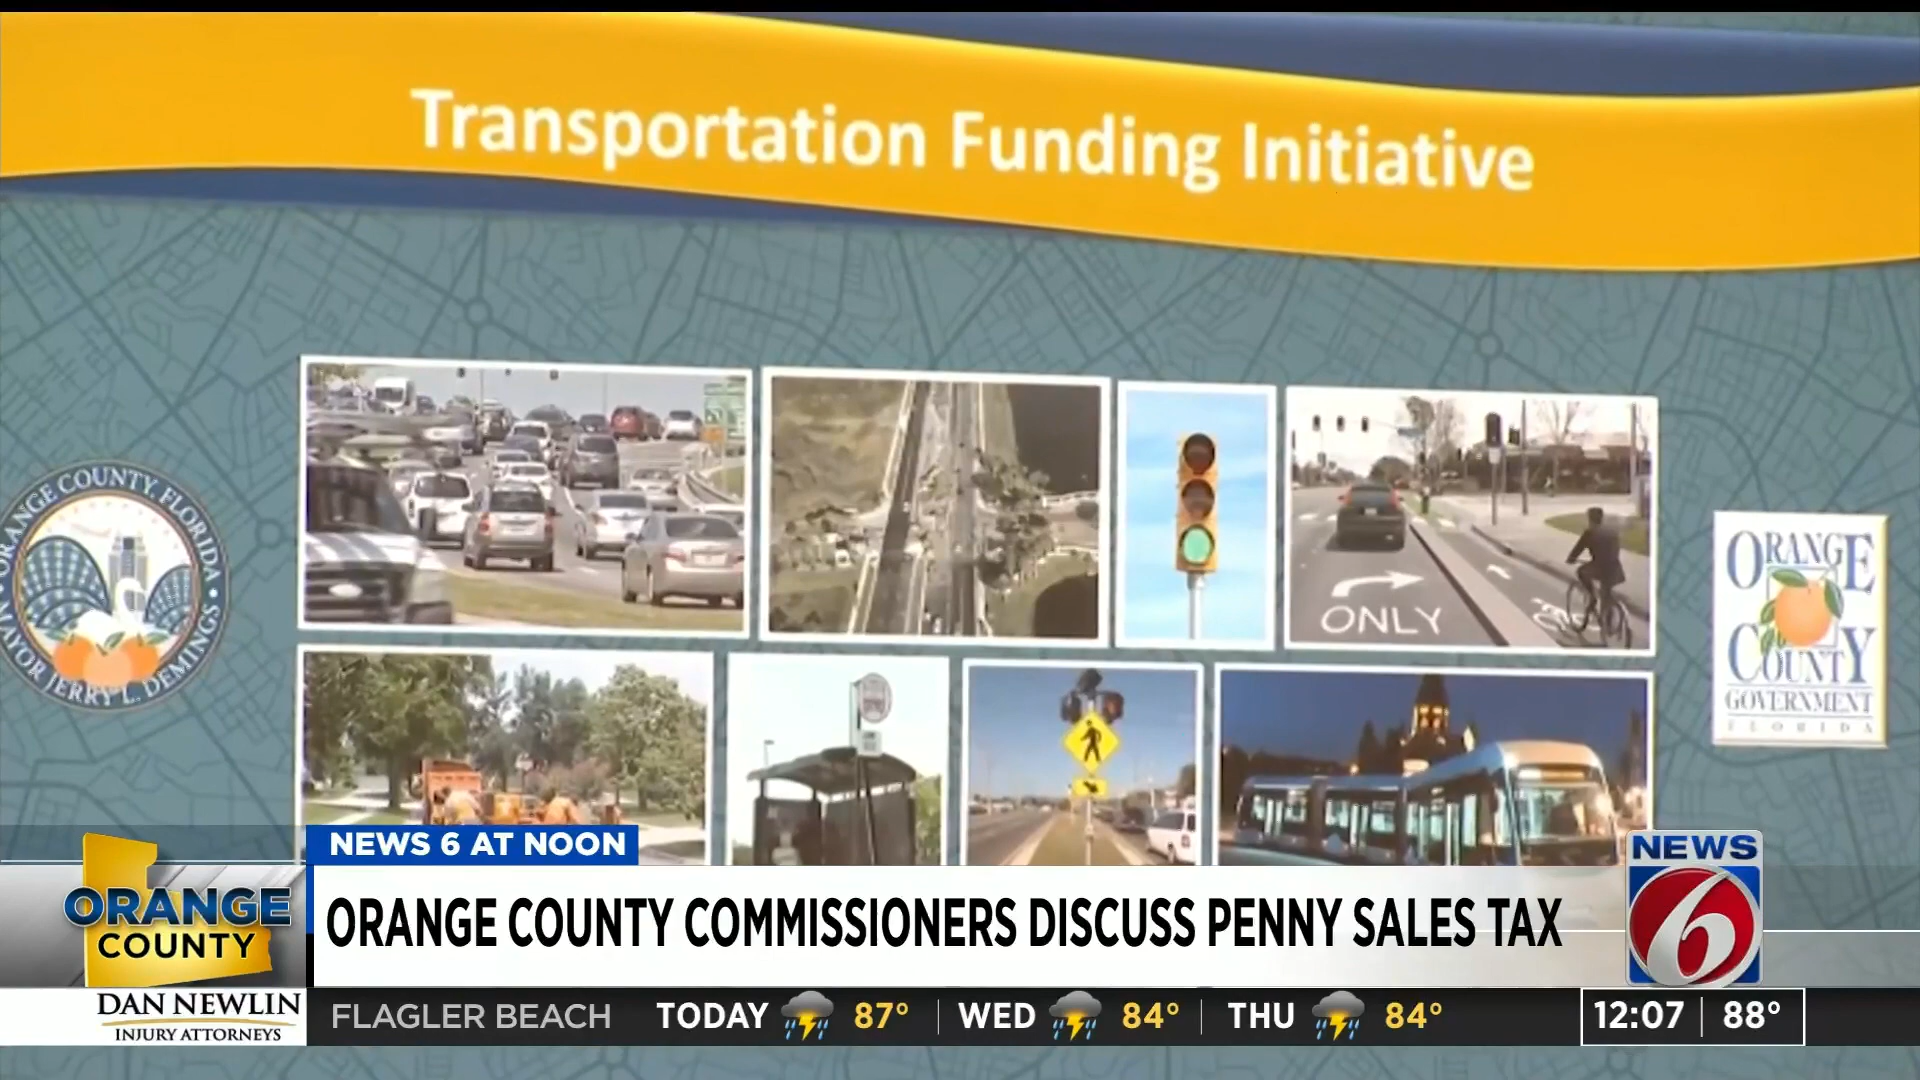 Transportation Funding Initiative
ORANGE COUNTY, FLORIDA
MAYOR JERRY L. DEMINGS
ONLY
ORANGE
COUNTY
GOVERNMENT
FLORIDA
NEWS 6 AT NOON
ORANGE
COUNTY
ORANGE COUNTY COMMISSIONERS DISCUSS PENNY SALES TAX
NEWS
6
DAN NEWLIN
INJURY ATTORNEYS
FLAGLER BEACH TODAY 87° WED 84° THU 84° 12:07 88°